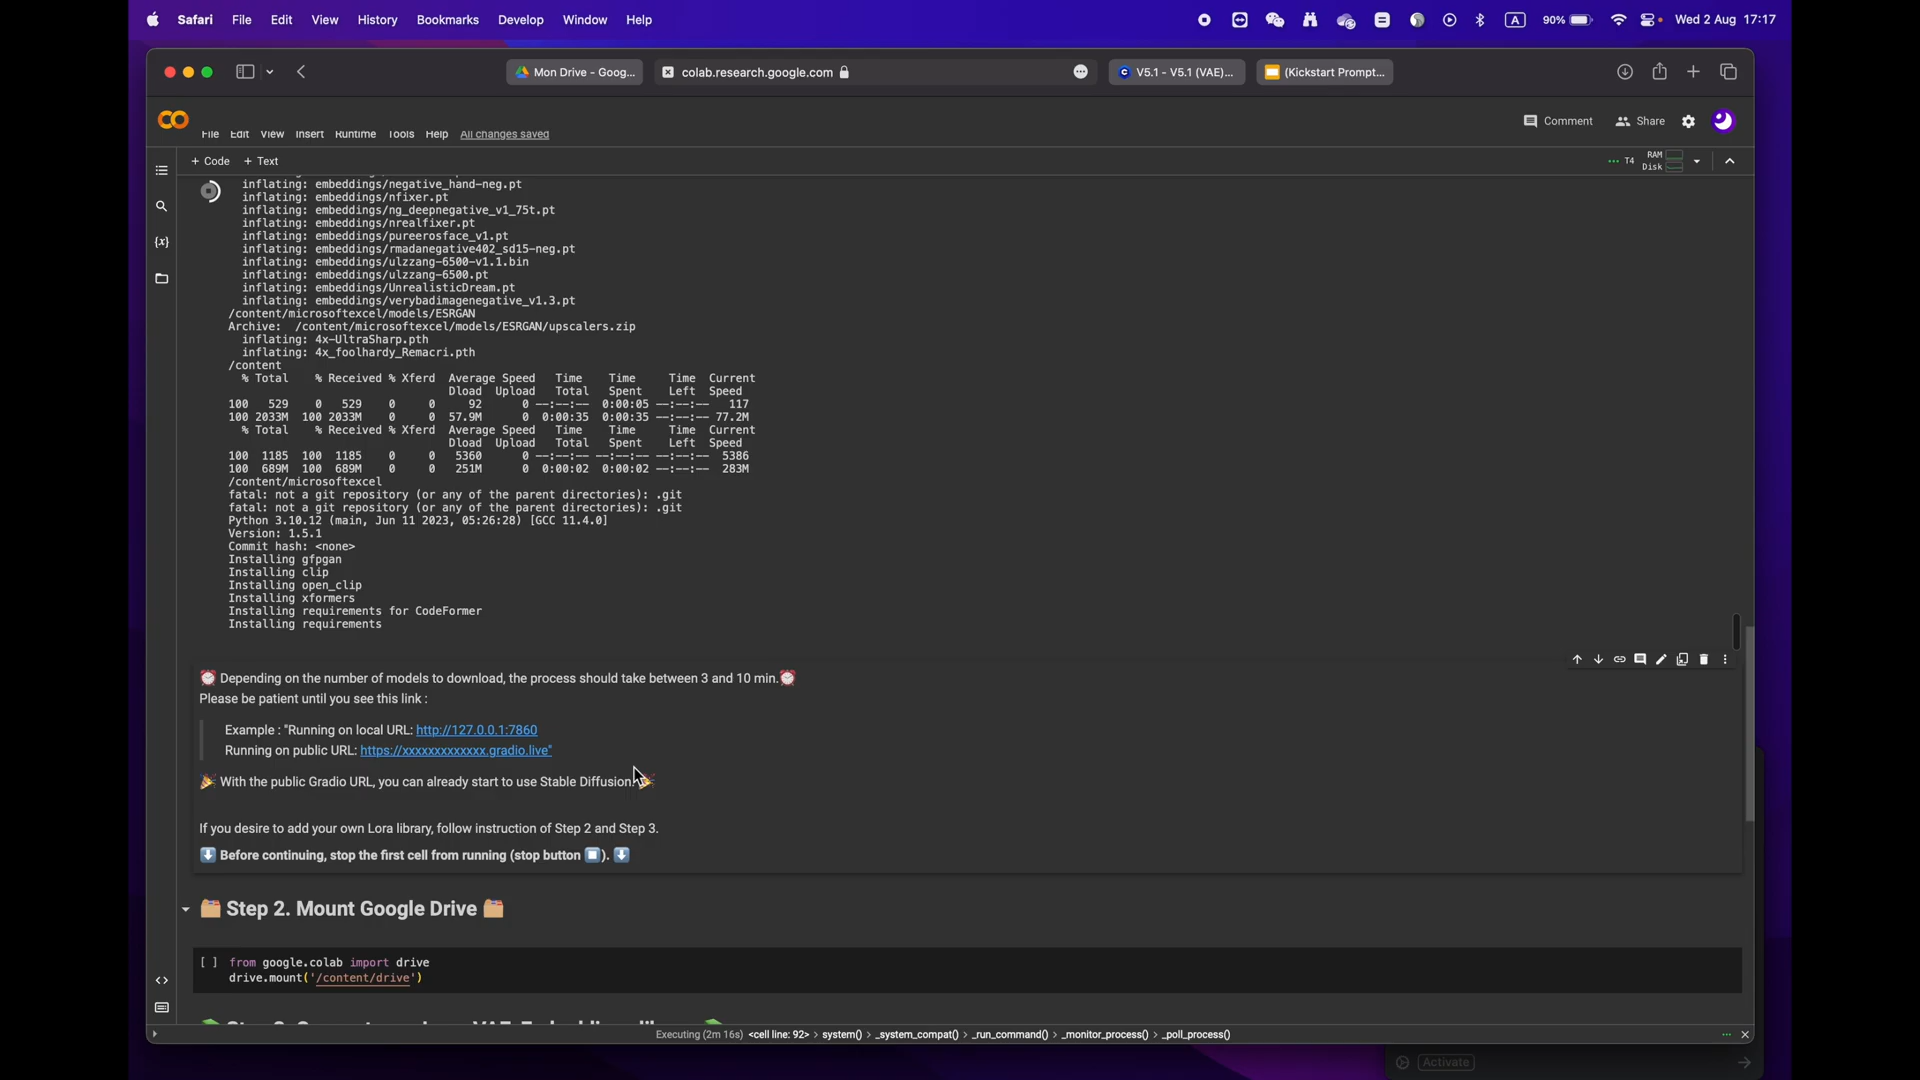 Safari File Edit View History Bookmarks Develop Window Help
A 90% Wed 2 Aug 17:17
Mon Drive - Goog...
colab.research.google.com
V5.1 - V5.1 (VAE)...
(Kickstart Prompt...
File Edit View Insert Runtime Tools Help All changes saved
Comment Share
+ Code + Text
T4 RAM
Disk
inflating: embeddings/negative_hand-neg.pt
inflating: embeddings/nfixer.pt
inflating: embeddings/ng_deepnegative_v1_75t.pt
inflating: embeddings/nrealfixer.pt
inflating: embeddings/pureerosface_v1.pt
inflating: embeddings/rmadanegative402_sd15-neg.pt
inflating: embeddings/ulzzang-6500-v1.1.bin
inflating: embeddings/ulzzang-6500.pt
inflating: embeddings/UnrealisticDream.pt
inflating: embeddings/verybadimagenegative_v1.3.pt
/content/microsoftexcel/models/ESRGAN
Archive: /content/microsoftexcel/models/ESRGAN/upscalers.zip
inflating: 4x-UltraSharp.pth
inflating: 4x_foolhardy_Remacri.pth
/content
% Total % Received % Xferd Average Speed Time Time Time Current
Dload Upload Total Spent Left Speed
100 529 0 529 0 0 92 0 --:--:-- 0:00:05 --:--:-- 117
100 2033M 100 2033M 0 0 57.9M 0 0:00:35 0:00:35 --:--:-- 77.2M
% Total % Received % Xferd Average Speed Time Time Time Current
Dload Upload Total Spent Left Speed
100 1185 100 1185 0 0 5360 0 --:--:-- --:--:-- --:--:-- 5386
100 689M 100 689M 0 0 251M 0 0:00:02 0:00:02 --:--:-- 283M
/content/microsoftexcel
fatal: not a git repository (or any of the parent directories): .git
fatal: not a git repository (or any of the parent directories): .git
Python 3.10.12 (main, Jun 11 2023, 05:26:28) [GCC 11.4.0]
Version: 1.5.1
Commit hash: <none>
Installing gfpgan
Installing clip
Installing open_clip
Installing xformers
Installing requirements for CodeFormer
Installing requirements
⏰ Depending on the number of models to download, the process should take between 3 and 10 min.⏰
Please be patient until you see this link :
Example : "Running on local URL: http://127.0.0.1:7860
Running on public URL: https://xxxxxxxxxxxxx.gradio.live"
🎉 With the public Gradio URL, you can already start to use Stable Diffusion. 🎉
If you desire to add your own Lora library, follow instruction of Step 2 and Step 3.
⬇️ Before continuing, stop the first cell from running (stop button ⏹️). ⬇️
🗂️ Step 2. Mount Google Drive 🗂️
[ ] from google.colab import drive
drive.mount('/content/drive')
Executing (2m 16s) <cell line: 92> > system() > _system_compat() > _run_command() > _monitor_process() > _poll_process()
Activate